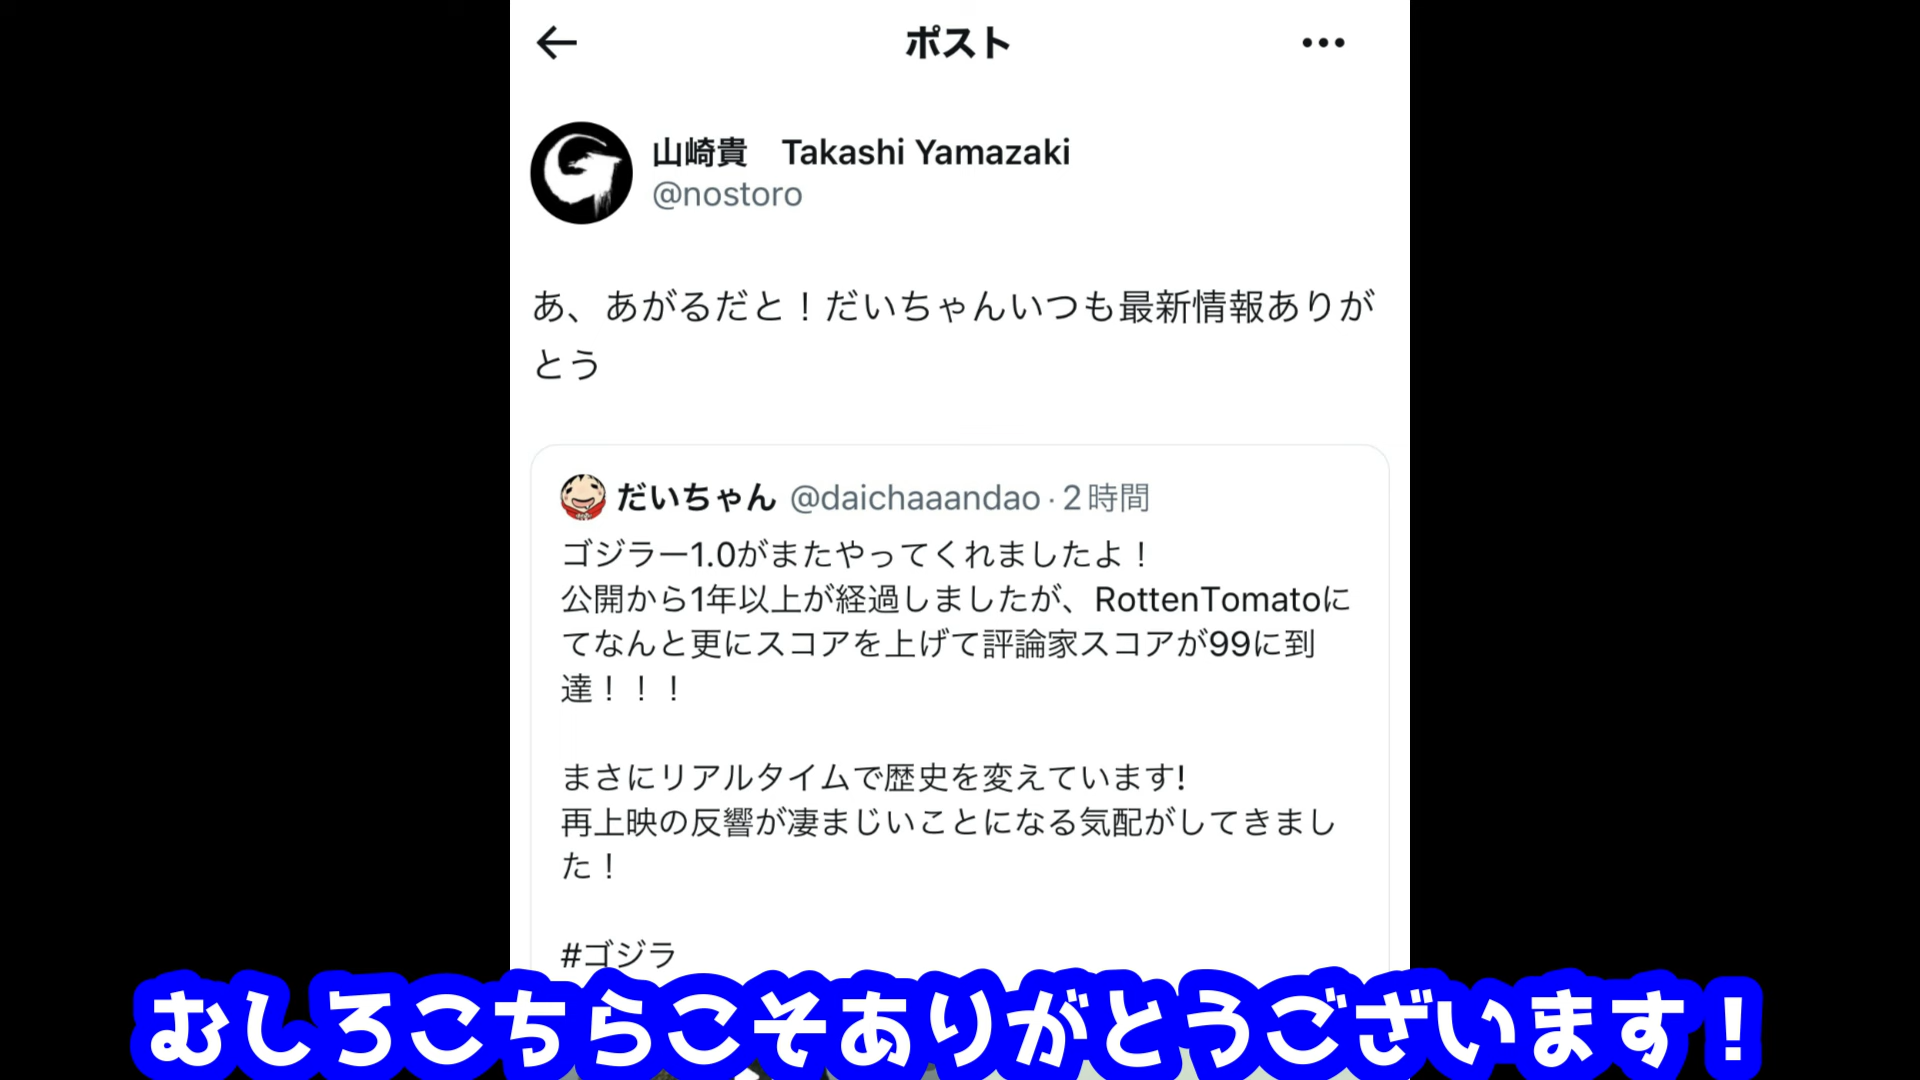 ポスト
山崎貴　Takashi Yamazaki
@nostoro
あ、あがるだと！だいちゃんいつも最新情報ありが
とう
だいちゃん @daichaaandao · 2時間
ゴジラー1.0がまたやってくれましたよ！
公開から1年以上が経過しましたが、RottenTomatoに
てなんと更にスコアを上げて評論家スコアが99に到
達！！！
まさにリアルタイムで歴史を変えています!
再上映の反響が凄まじいことになる気配がしてきまし
た！
#ゴジラ
むしろこちらこそありがとうございます！